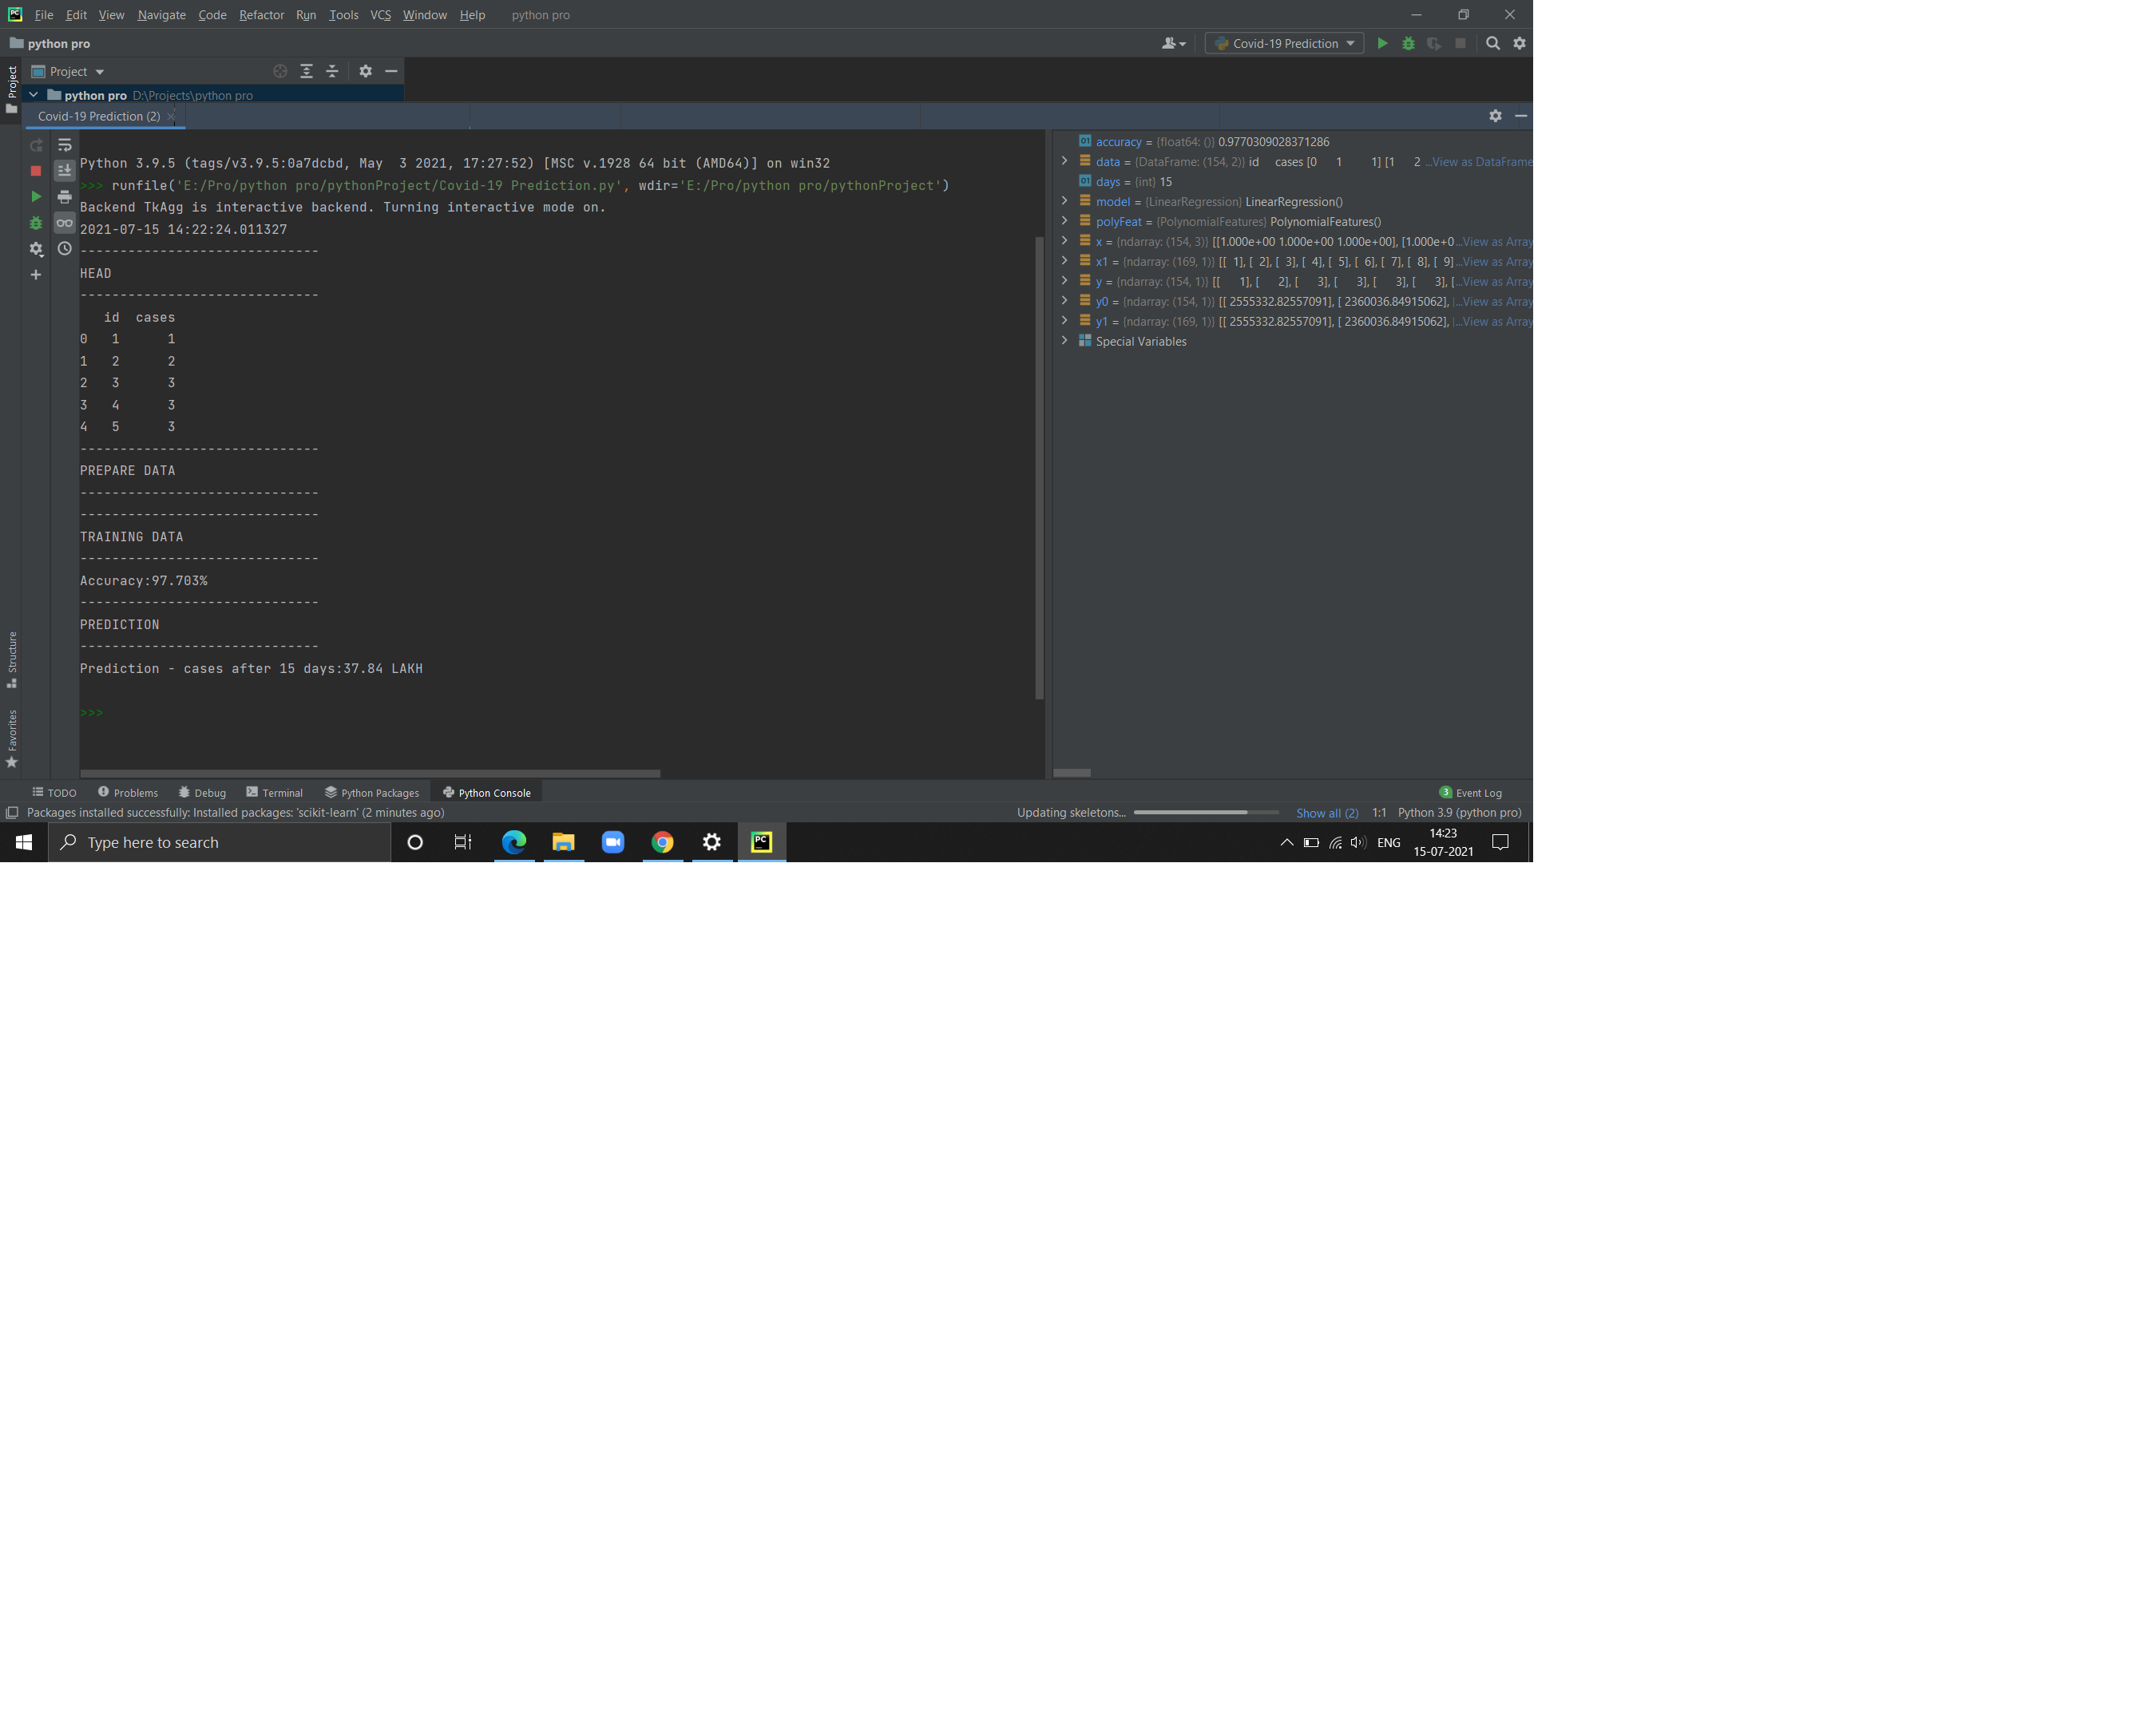 File Edit View Navigate Code Refactor Run Tools VCS Window Help python pro
python pro
Covid-19 Prediction
Project
Project
python pro D:\Projects\python pro
Covid-19 Prediction (2)
Python 3.9.5 (tags/v3.9.5:0a7dcbd, May  3 2021, 17:27:52) [MSC v.1928 64 bit (AMD64)] on win32
>>> runfile('E:/Pro/python pro/pythonProject/Covid-19 Prediction.py', wdir='E:/Pro/python pro/pythonProject')
Backend TkAgg is interactive backend. Turning interactive mode on.
2021-07-15 14:22:24.011327
------------------------------
HEAD
------------------------------
   id  cases
0   1      1
1   2      2
2   3      3
3   4      3
4   5      3
------------------------------
PREPARE DATA
------------------------------
------------------------------
TRAINING DATA
------------------------------
Accuracy:97.703%
------------------------------
PREDICTION
------------------------------
Prediction - cases after 15 days:37.84 LAKH
>>>
accuracy = {float64: ()} 0.9770309028371286
data = {DataFrame: (154, 2)} id cases [0 1 1] [1 2 ...View as DataFrame
days = {int} 15
model = {LinearRegression} LinearRegression()
polyFeat = {PolynomialFeatures} PolynomialFeatures()
x = {ndarray: (154, 3)} [[1.000e+00 1.000e+00 1.000e+00], [1.000e+0 ...View as Array
x1 = {ndarray: (169, 1)} [[ 1], [ 2], [ 3], [ 4], [ 5], [ 6], [ 7], [ 8], [ 9] ...View as Array
y = {ndarray: (154, 1)} [[ 1], [ 2], [ 3], [ 3], [ 3], [ 3], [ ...View as Array
y0 = {ndarray: (154, 1)} [[ 2555332.82557091], [ 2360036.84915062], ...View as Array
y1 = {ndarray: (169, 1)} [[ 2555332.82557091], [ 2360036.84915062], ...View as Array
Special Variables
Structure
Favorites
TODO Problems Debug Terminal Python Packages Python Console 3 Event Log
Packages installed successfully: Installed packages: 'scikit-learn' (2 minutes ago) Updating skeletons... Show all (2) 1:1 Python 3.9 (python pro)
Type here to search
ENG
14:23
15-07-2021